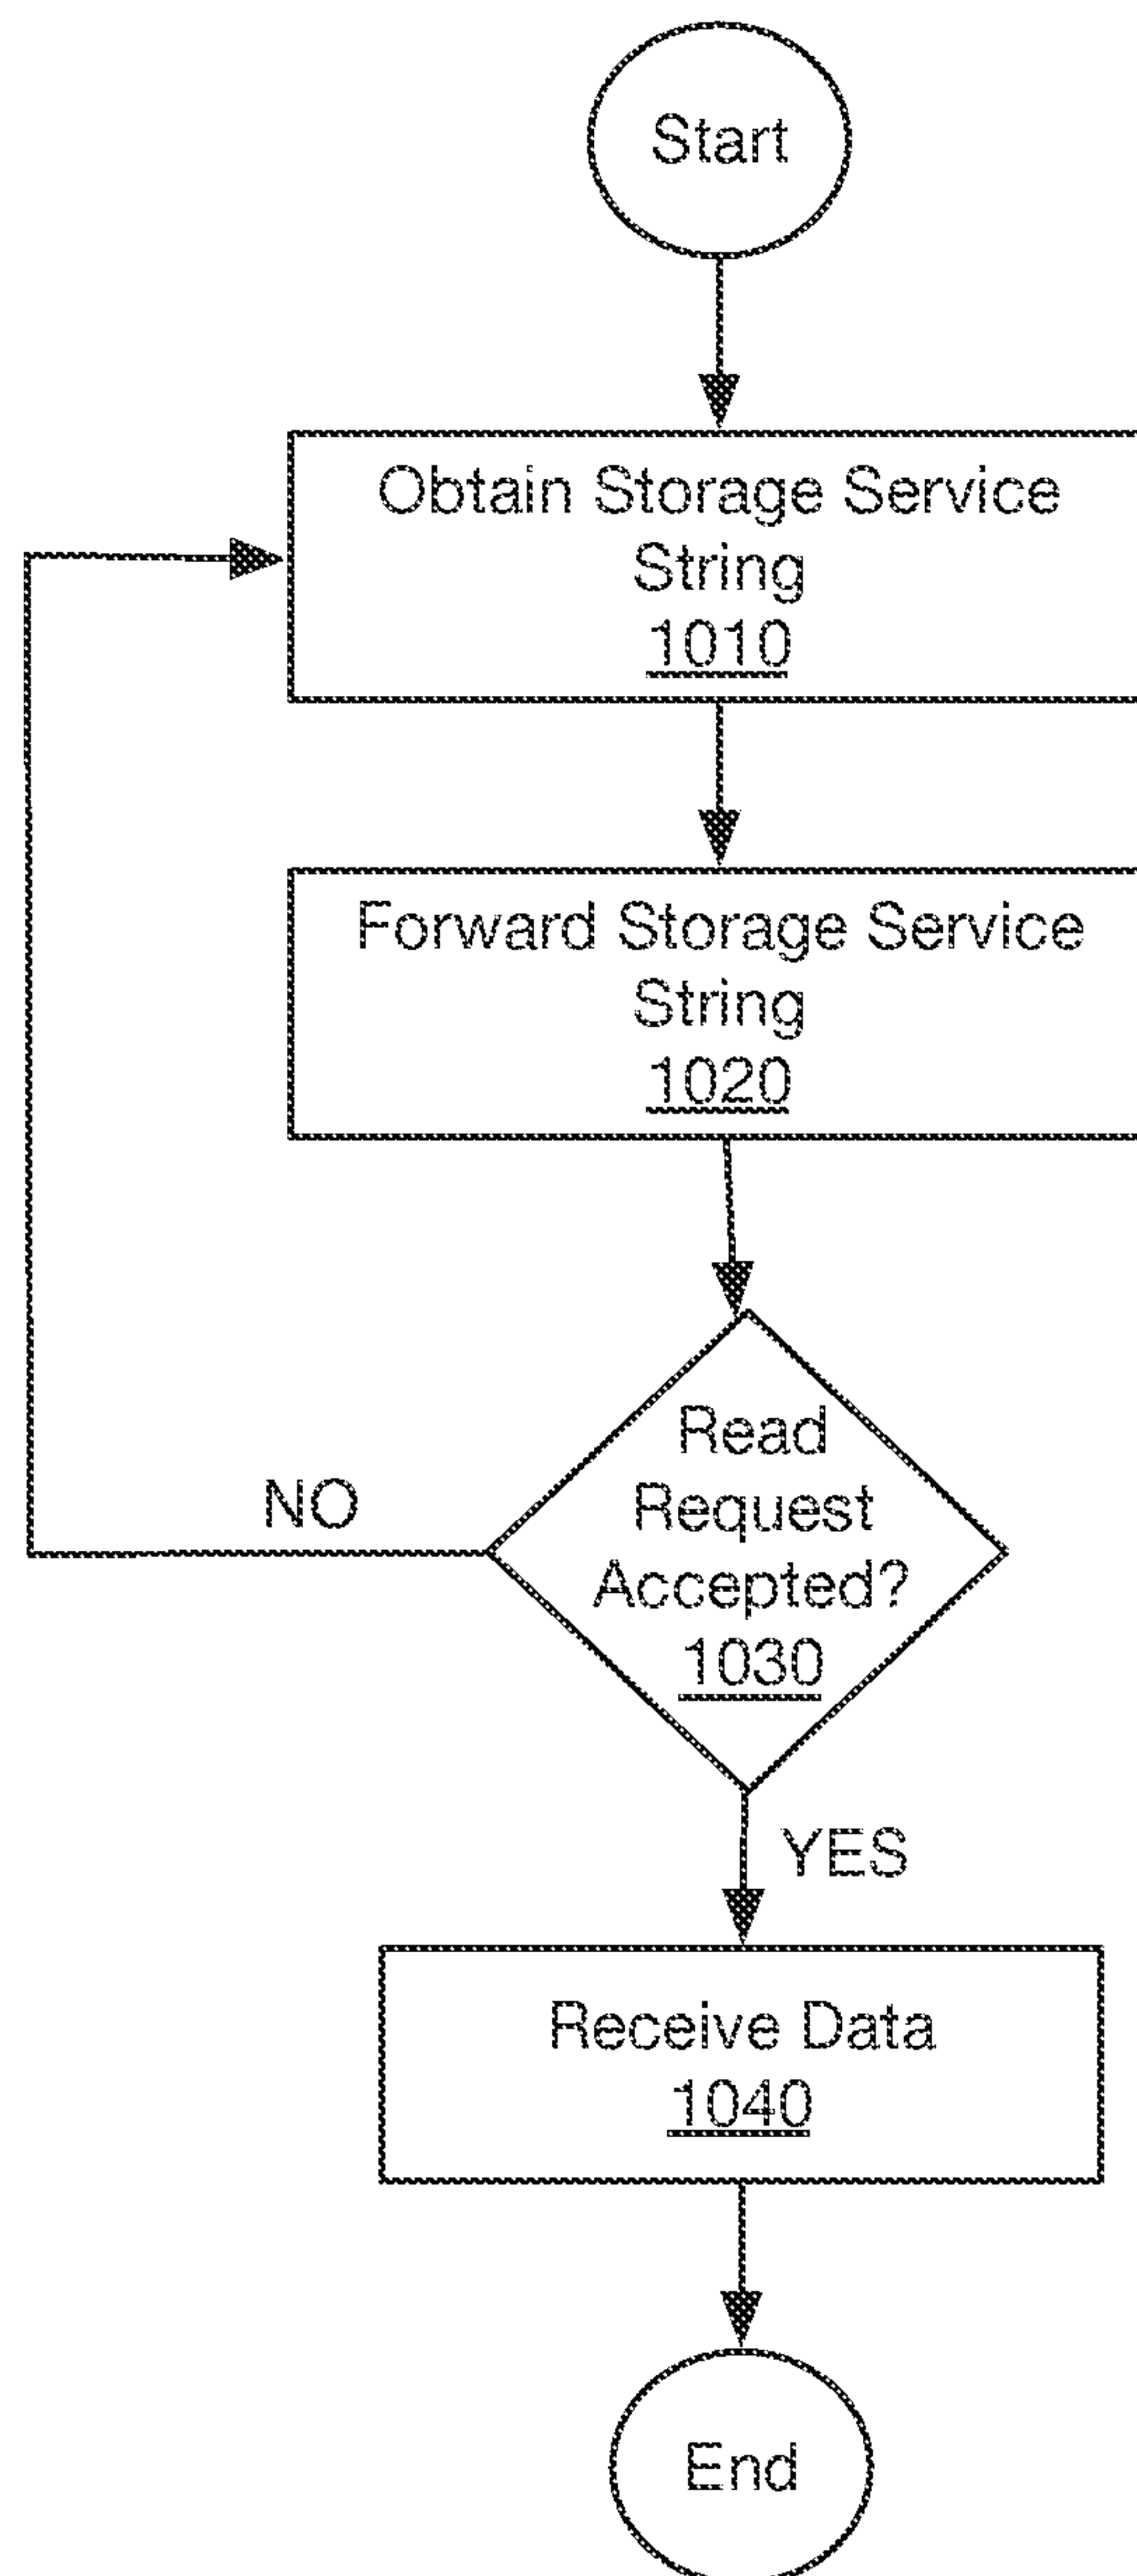 Start
Obtain Storage Service
String
1010
Forward Storage Service
String
1020
Read
Request
Accepted?
1030
NO
YES
Receive Data
1040
End